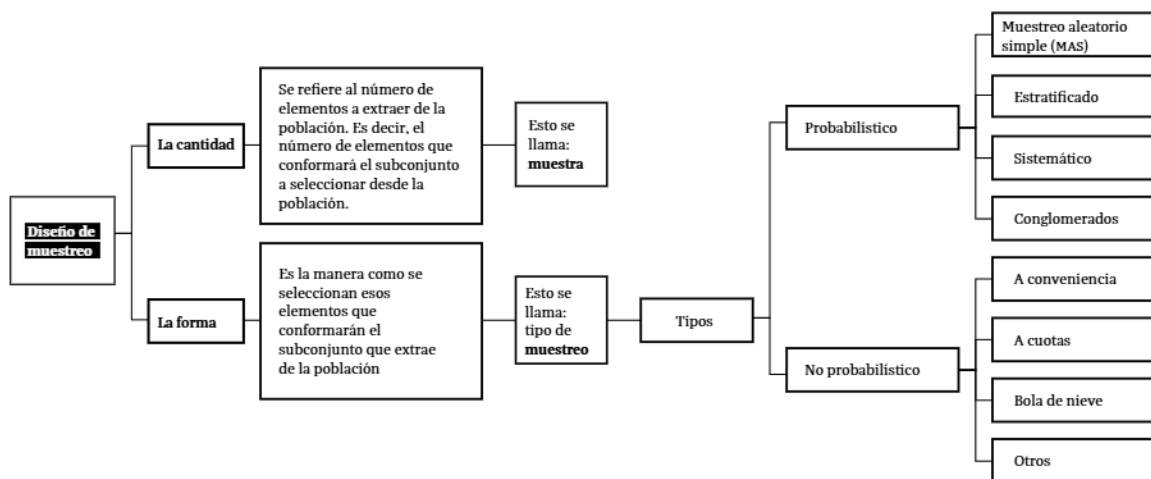 Diseño de
muestreo
La cantidad
Se refiere al número de
elementos a extraer de la
población. Es decir, el
número de elementos que
conformará el subconjunto
a seleccionar desde la
población.
Esto se
llama:
muestra
La forma
Es la manera como se
seleccionan esos
elementos que
conformarán el
subconjunto que extrae
de la población
Esto se
llama:
tipo de
muestreo
Tipos
Probabilístico
Muestreo aleatorio
simple (MAS)
Estratificado
Sistemático
Conglomerados
No probabilístico
A conveniencia
A cuotas
Bola de nieve
Otros